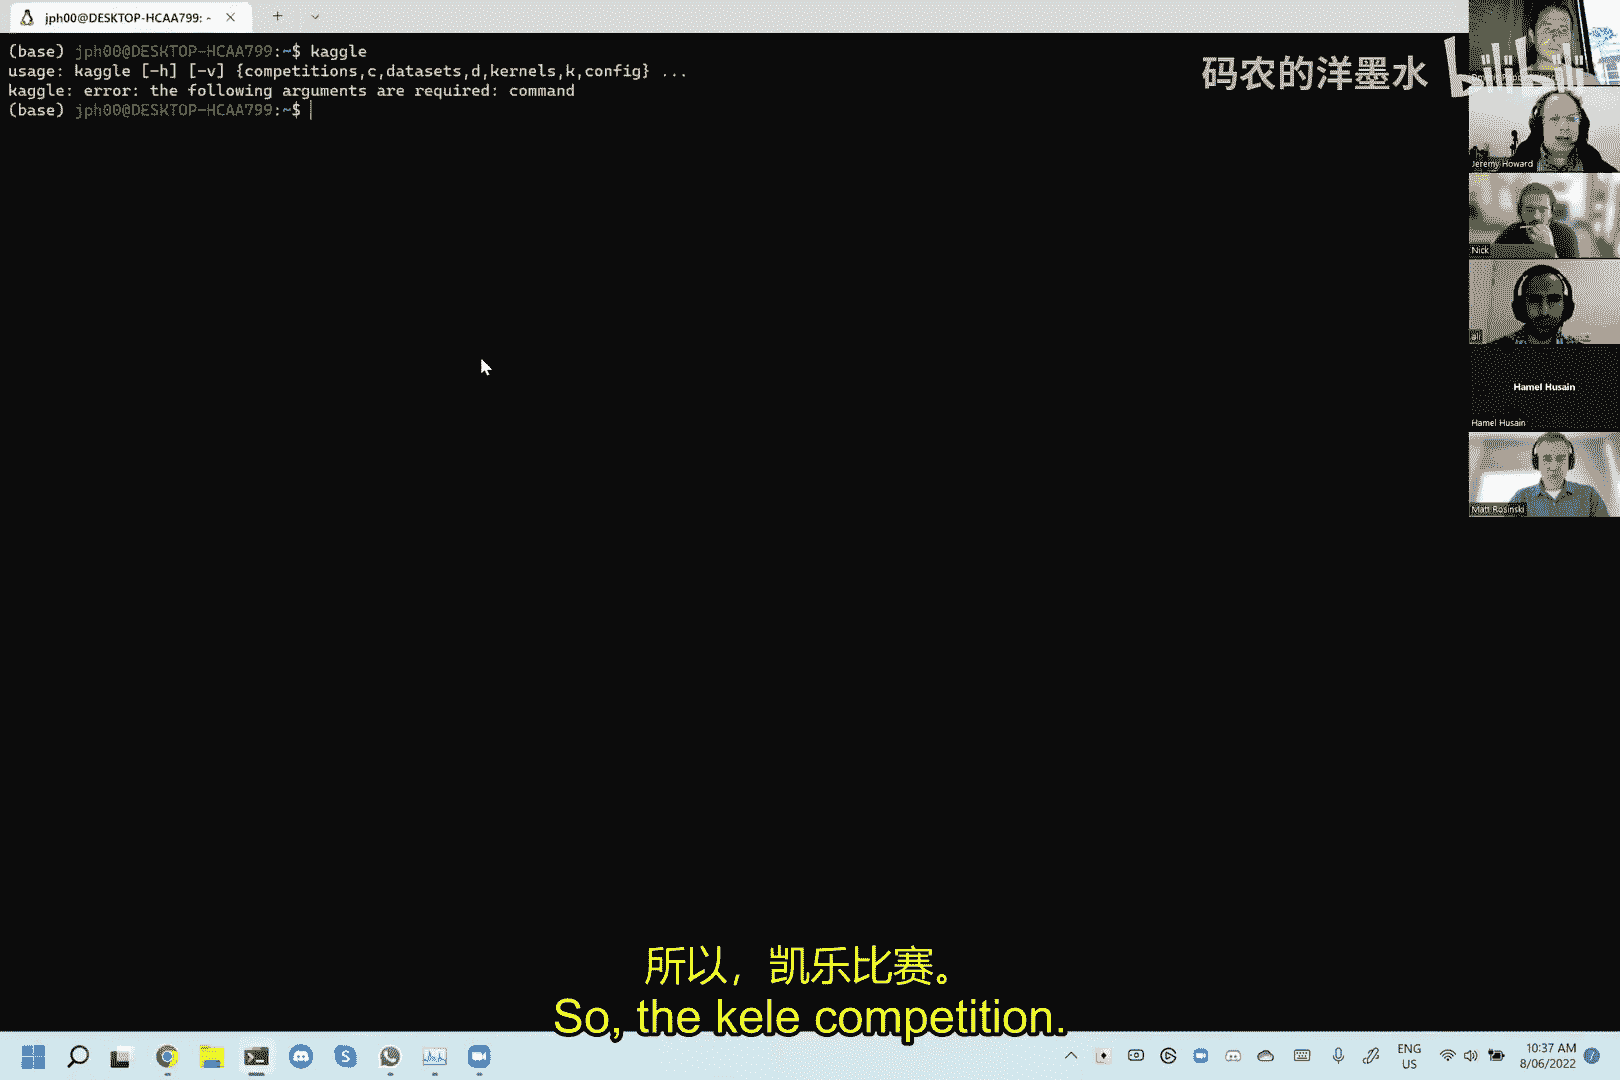 jph00@DESKTOP-HCAA799: ~
(base) jph00@DESKTOP-HCAA799:~$ kaggle
usage: kaggle [-h] [-v] {competitions,c,datasets,d,kernels,k,config} ...
kaggle: error: the following arguments are required: command
(base) jph00@DESKTOP-HCAA799:~$
码农的洋墨水 bilibili
Jeremy Howard
Nick
Hamel Husain
Hamel Husain
Matt Rosinski
所以，凯乐比赛。
So, the kele competition.
ENG
US
10:37 AM
8/06/2022
7